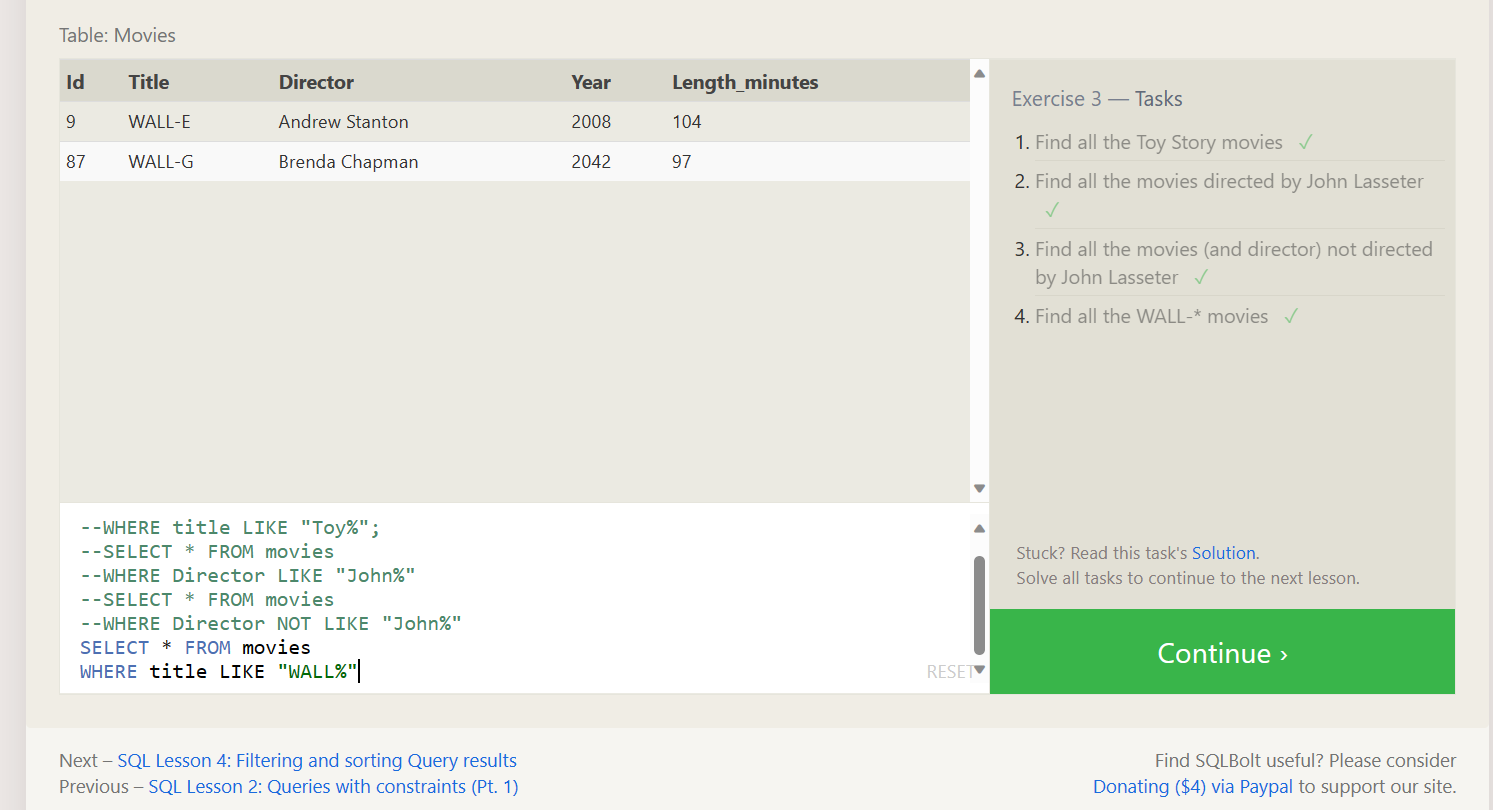 Table: Movies
Id Title Director Year Length_minutes
9 WALL-E Andrew Stanton 2008 104
87 WALL-G Brenda Chapman 2042 97
--WHERE title LIKE "Toy%";
--SELECT * FROM movies
--WHERE Director LIKE "John%"
--SELECT * FROM movies
--WHERE Director NOT LIKE "John%"
SELECT * FROM movies
WHERE title LIKE "WALL%"
RESET
Exercise 3 — Tasks
1. Find all the Toy Story movies ✓
2. Find all the movies directed by John Lasseter
✓
3. Find all the movies (and director) not directed
by John Lasseter ✓
4. Find all the WALL-* movies ✓
Stuck? Read this task's Solution.
Solve all tasks to continue to the next lesson.
Continue ›
Next – SQL Lesson 4: Filtering and sorting Query results
Previous – SQL Lesson 2: Queries with constraints (Pt. 1)
Find SQLBolt useful? Please consider
Donating ($4) via Paypal to support our site.